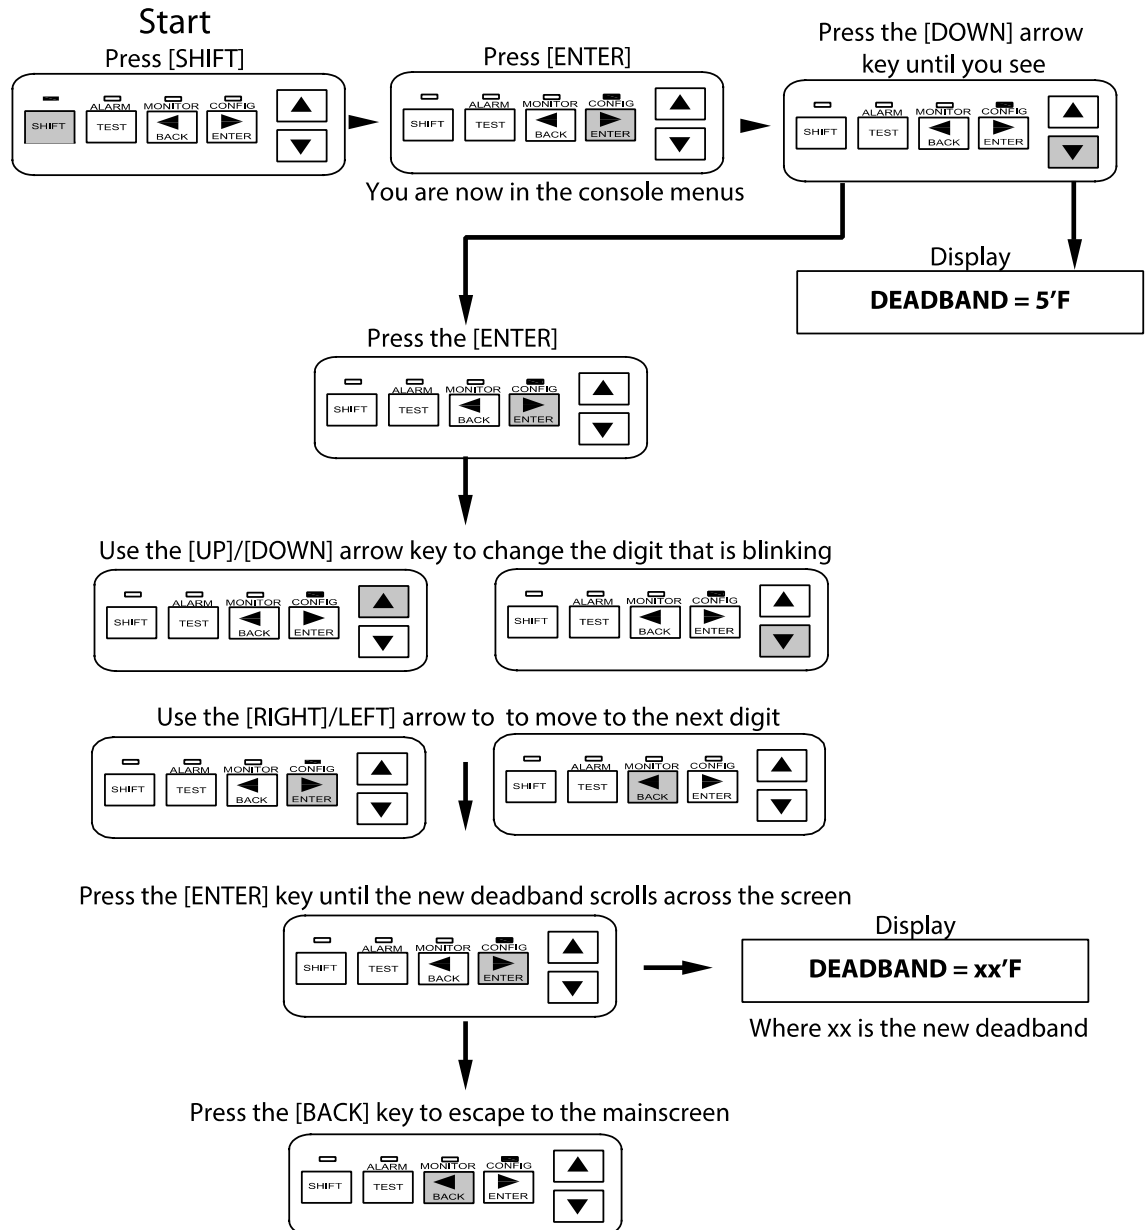 Start
Press [SHIFT]
Press [ENTER]
Press the [DOWN] arrow
key until you see
ALARM MONITOR CONFIG
SHIFT TEST BACK ENTER
ALARM MONITOR CONFIG
SHIFT TEST BACK ENTER
ALARM MONITOR CONFIG
SHIFT TEST BACK ENTER
You are now in the console menus
Display
DEADBAND = 5'F
Press the [ENTER]
ALARM MONITOR CONFIG
SHIFT TEST BACK ENTER
Use the [UP]/[DOWN] arrow key to change the digit that is blinking
ALARM MONITOR CONFIG
SHIFT TEST BACK ENTER
ALARM MONITOR CONFIG
SHIFT TEST BACK ENTER
Use the [RIGHT]/LEFT] arrow to  to move to the next digit
ALARM MONITOR CONFIG
SHIFT TEST BACK ENTER
ALARM MONITOR CONFIG
SHIFT TEST BACK ENTER
Press the [ENTER] key until the new deadband scrolls across the screen
ALARM MONITOR CONFIG
SHIFT TEST BACK ENTER
Display
DEADBAND = xx'F
Where xx is the new deadband
Press the [BACK] key to escape to the mainscreen
ALARM MONITOR CONFIG
SHIFT TEST BACK ENTER